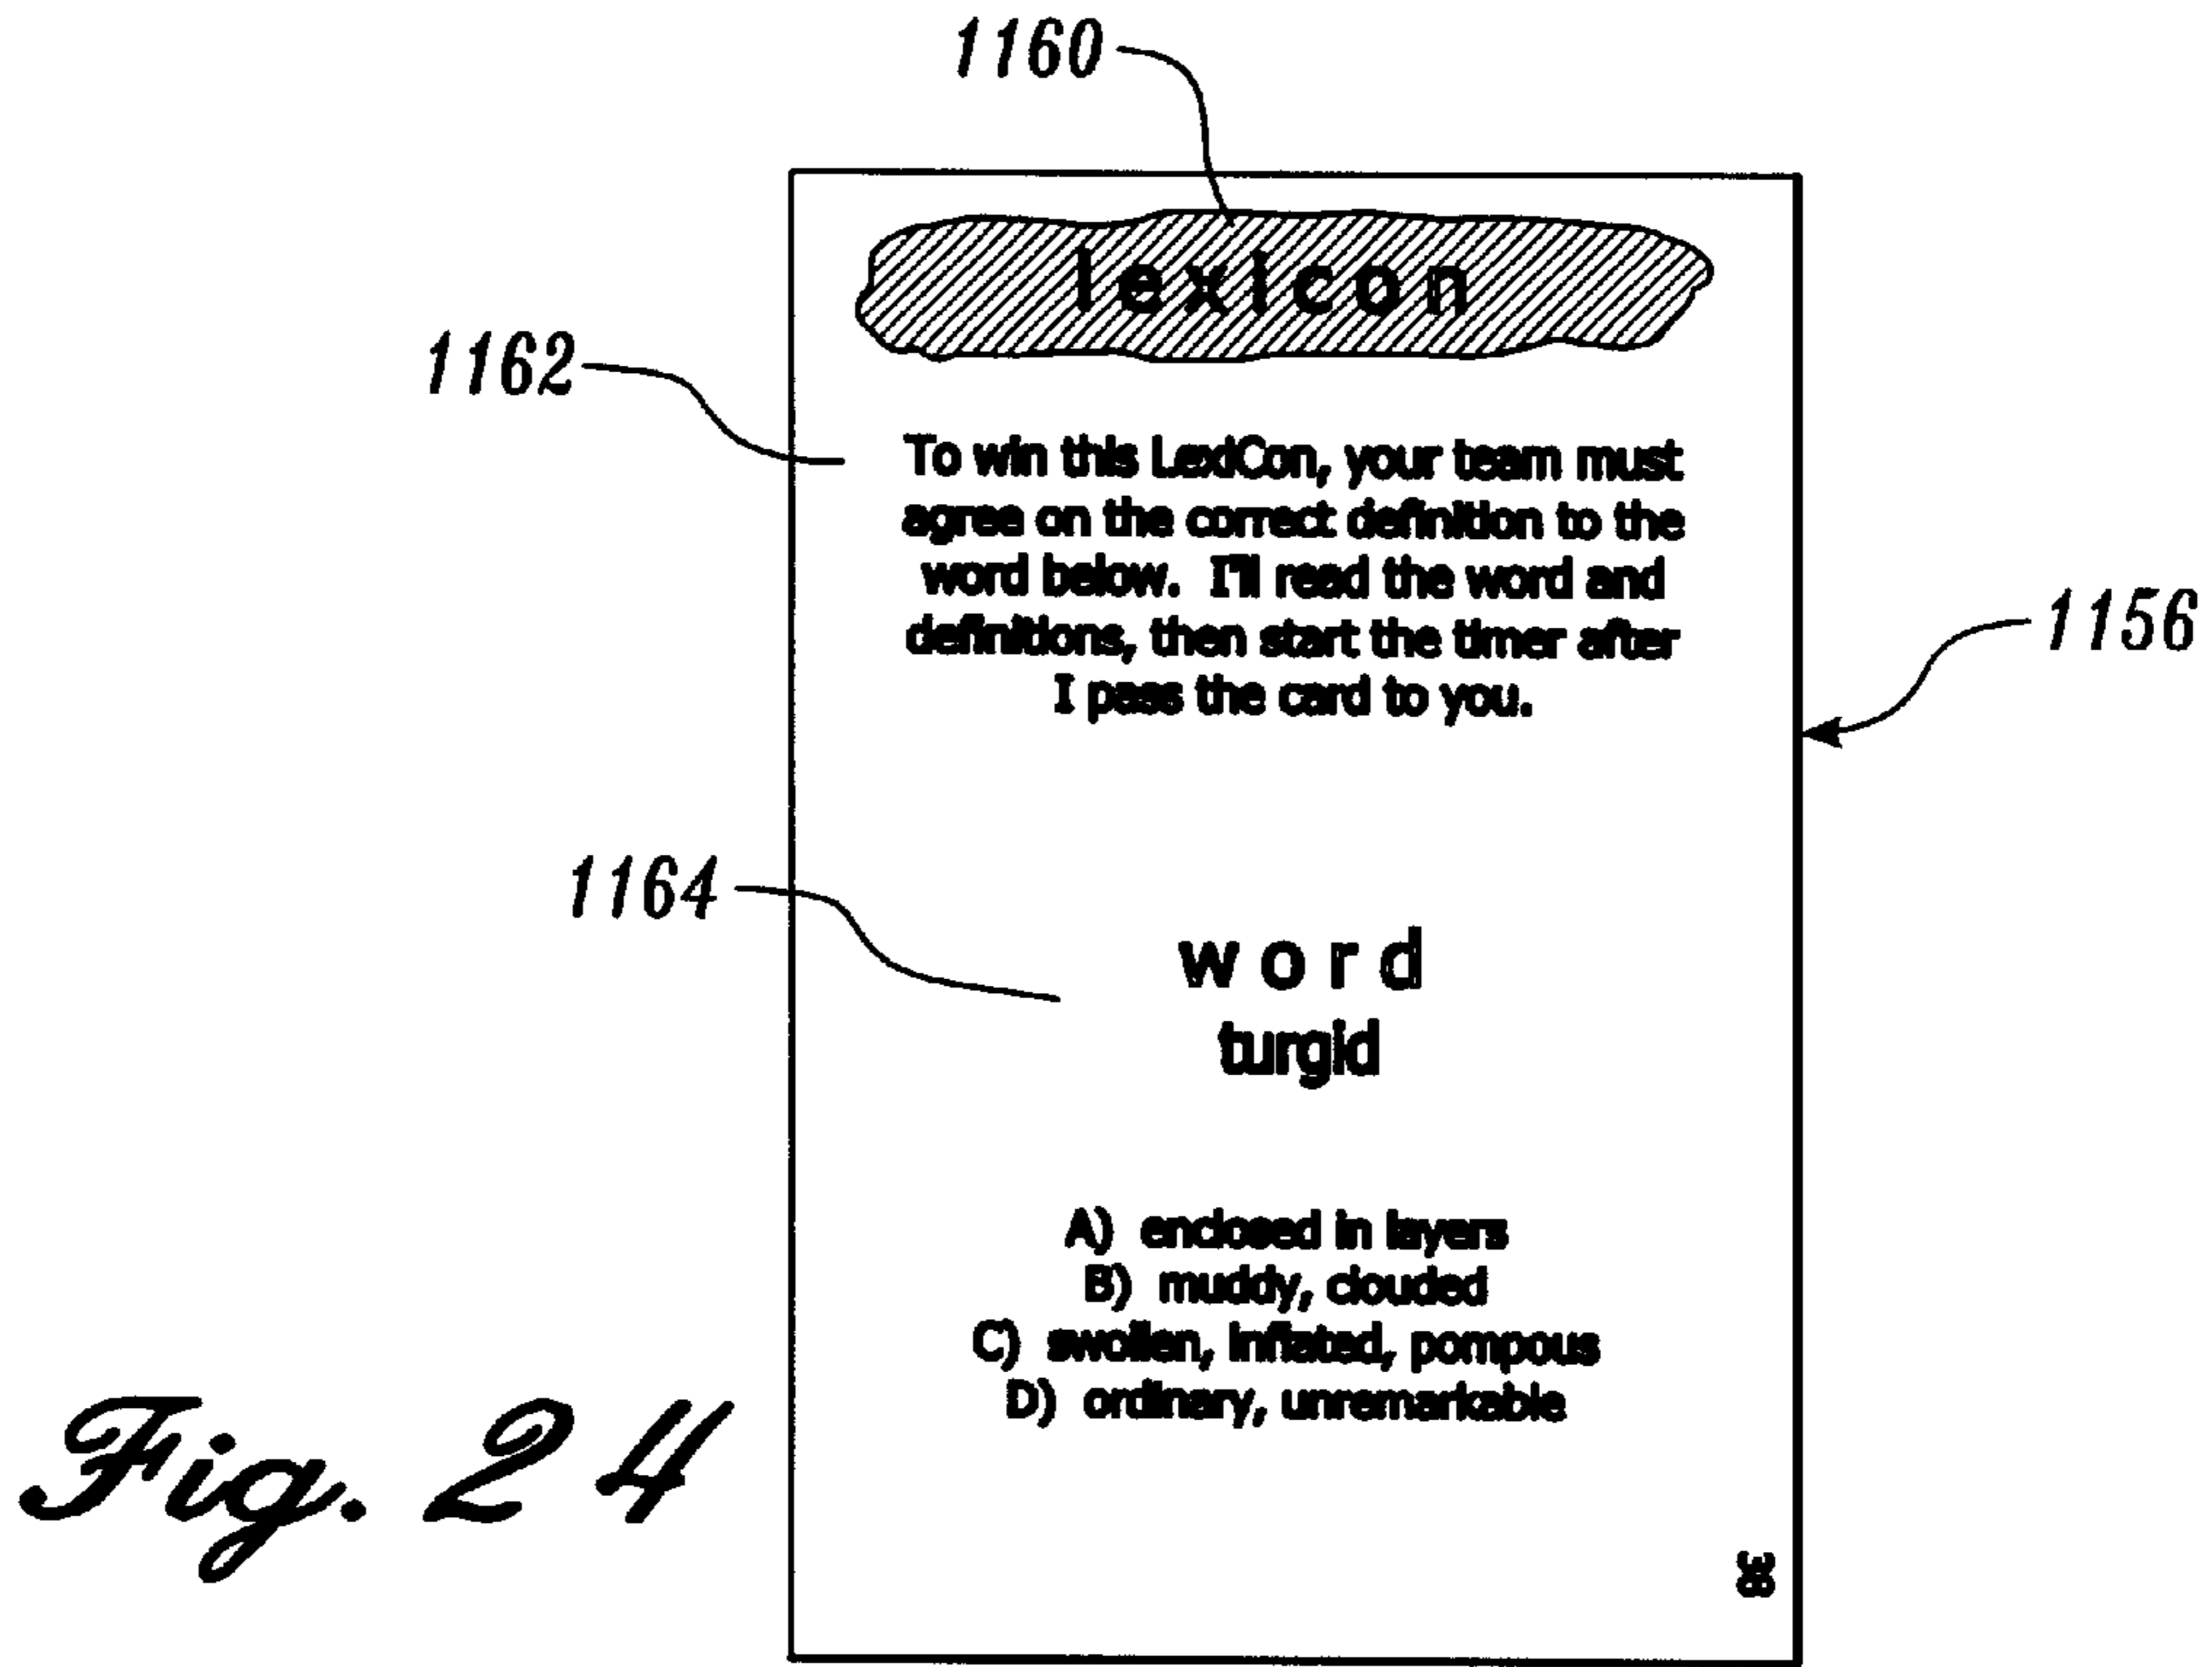 1160
lexicon
1162
To win this LexiCon, your team must
agree on the correct definition to the
word below. I'll read the word and
definitions, then start the timer after
I pass the card to you.
1156
1164
word
turgid
A) enclosed in layers
B) muddy, clouded
C) swollen, inflated, pompous
D) ordinary, unremarkable
Fig. 24